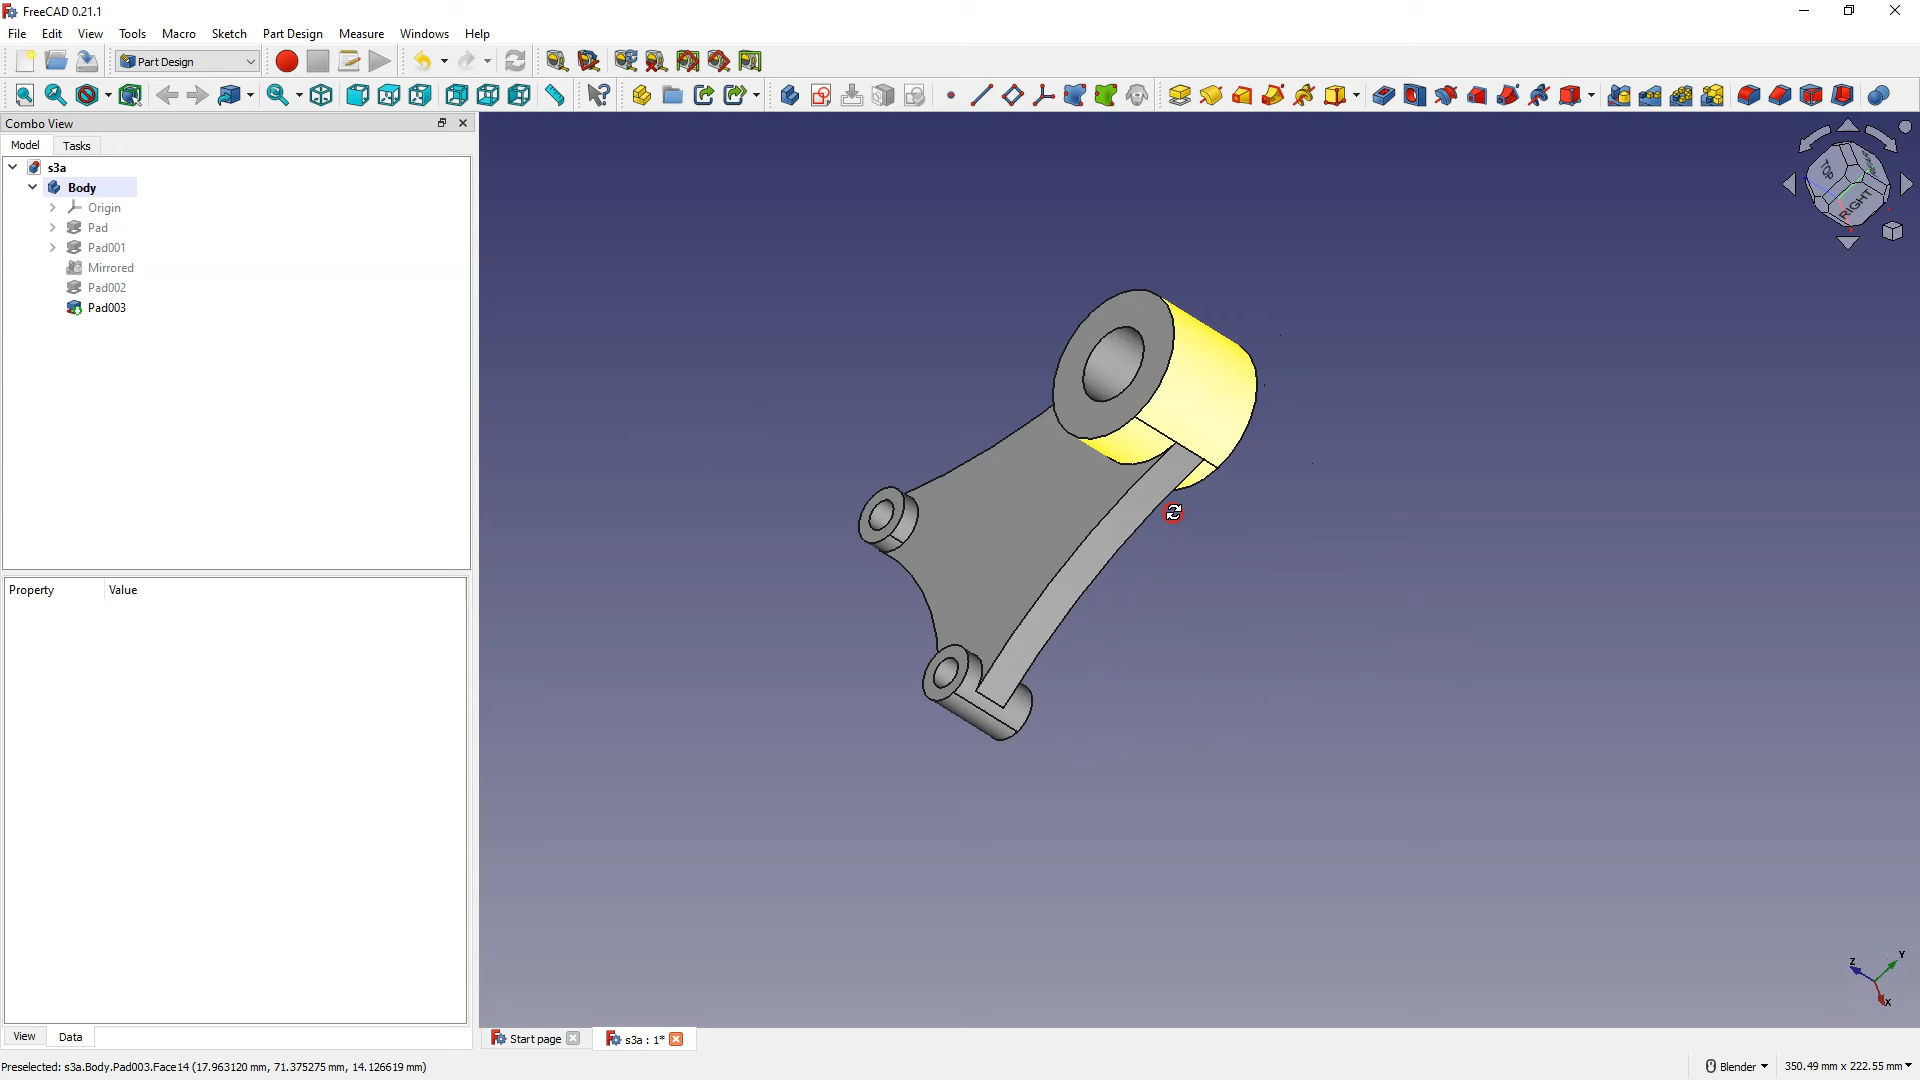 FreeCAD 0.21.1
File Edit View Tools Macro Sketch Part Design Measure Windows Help
Part Design
Combo View
Model Tasks
s3a
Body
Origin
Pad
Pad001
Mirrored
Pad002
Pad003
TOP
RIGHT
Property Value
Z
Y
X
View Data
Start page
s3a : 1*
Preselected: s3a.Body.Pad003.Face14 (17.963120 mm, 71.375275 mm, 14.126619 mm)
Blender
350.49 mm x 222.55 mm